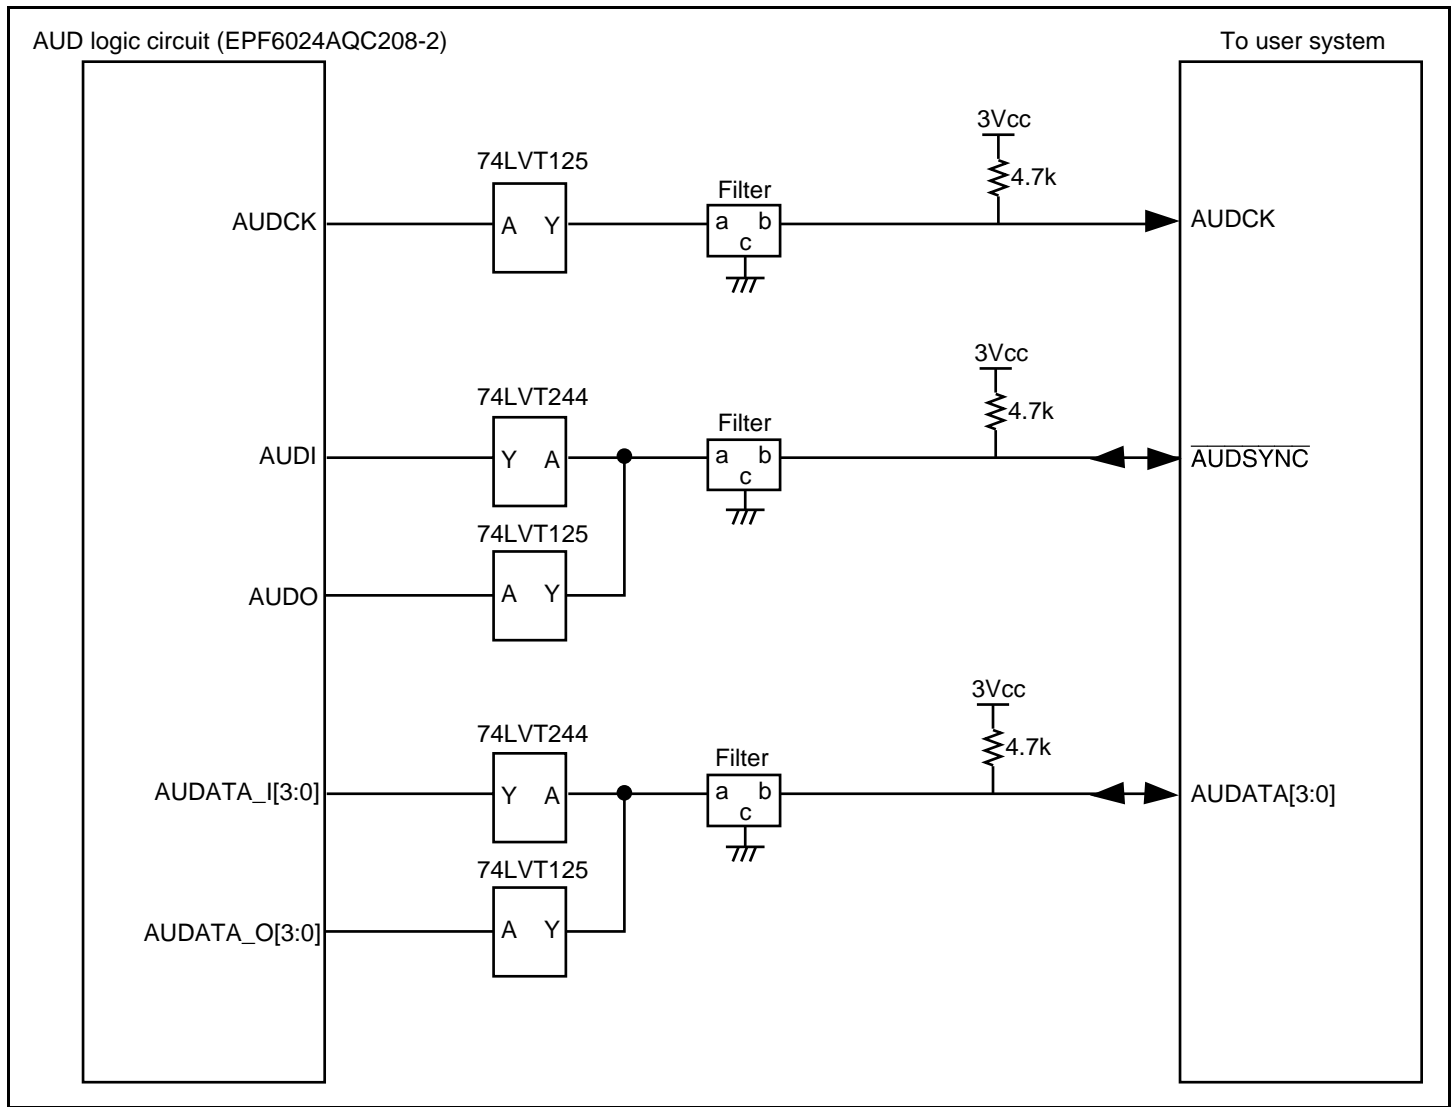 AUD logic circuit (EPF6024AQC208-2)
To user system
3Vcc
4.7k
74LVT125
Filter
AUDCK
A Y
a b
c
AUDCK
3Vcc
4.7k
74LVT244
Filter
AUDI
Y A
a b
c
AUDSYNC
74LVT125
AUDO
A Y
3Vcc
4.7k
74LVT244
Filter
AUDATA_I[3:0]
Y A
a b
c
AUDATA[3:0]
74LVT125
AUDATA_O[3:0]
A Y